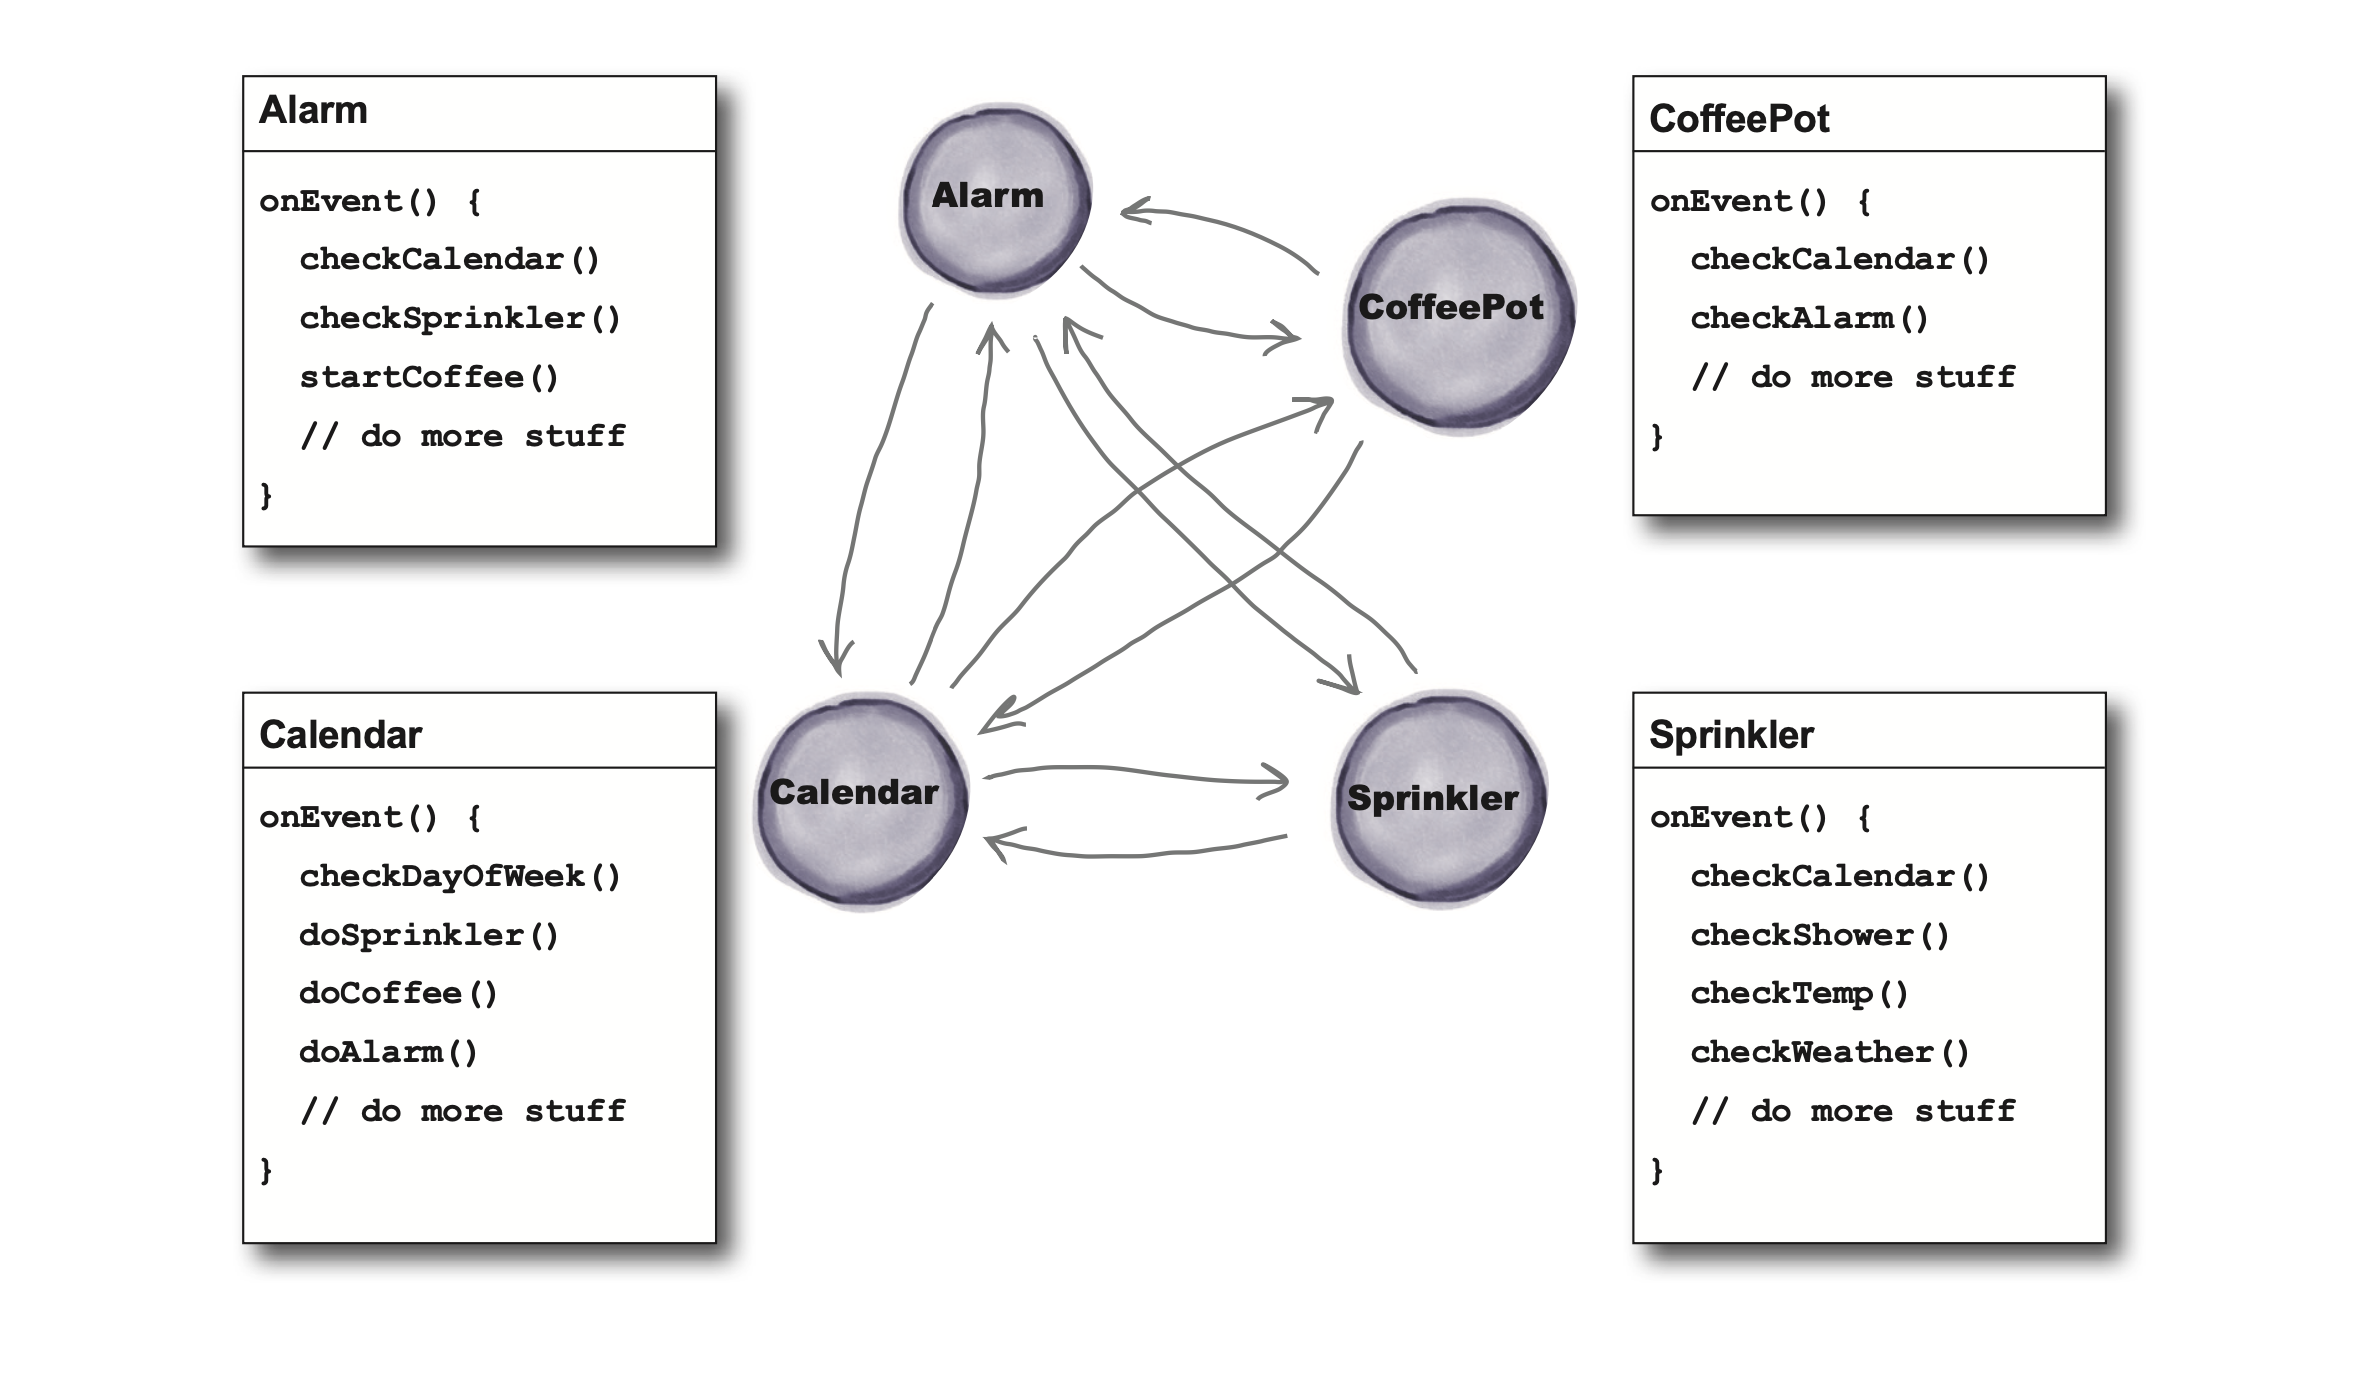 Alarm
onEvent() {
checkCalendar()
checkSprinkler()
startCoffee()
// do more stuff
}
Alarm
CoffeePot
CoffeePot
onEvent() {
checkCalendar()
checkAlarm()
// do more stuff
}
Calendar
onEvent() {
checkDayOfWeek()
doSprinkler()
doCoffee()
doAlarm()
// do more stuff
}
Calendar
Sprinkler
Sprinkler
onEvent() {
checkCalendar()
checkShower()
checkTemp()
checkWeather()
// do more stuff
}